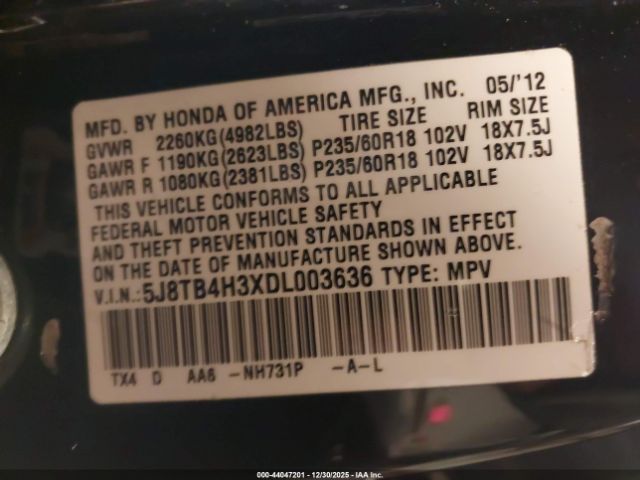 MFD. BY HONDA OF AMERICA MFG., INC. 05/'12
GVWR 2260KG(4982LBS) TIRE SIZE RIM SIZE
GAWR F 1190KG(2623LBS) P235/60R18 102V 18X7.5J
GAWR R 1080KG(2381LBS) P235/60R18 102V 18X7.5J
THIS VEHICLE CONFORMS TO ALL APPLICABLE
FEDERAL MOTOR VEHICLE SAFETY
AND THEFT PREVENTION STANDARDS IN EFFECT
ON THE DATE OF MANUFACTURE SHOWN ABOVE.
V.I.N.:5J8TB4H3XDL003636 TYPE: MPV
TX4 D AA6 -NH731P -A-L
000-44047201 - 12/30/2025 - IAA Inc.